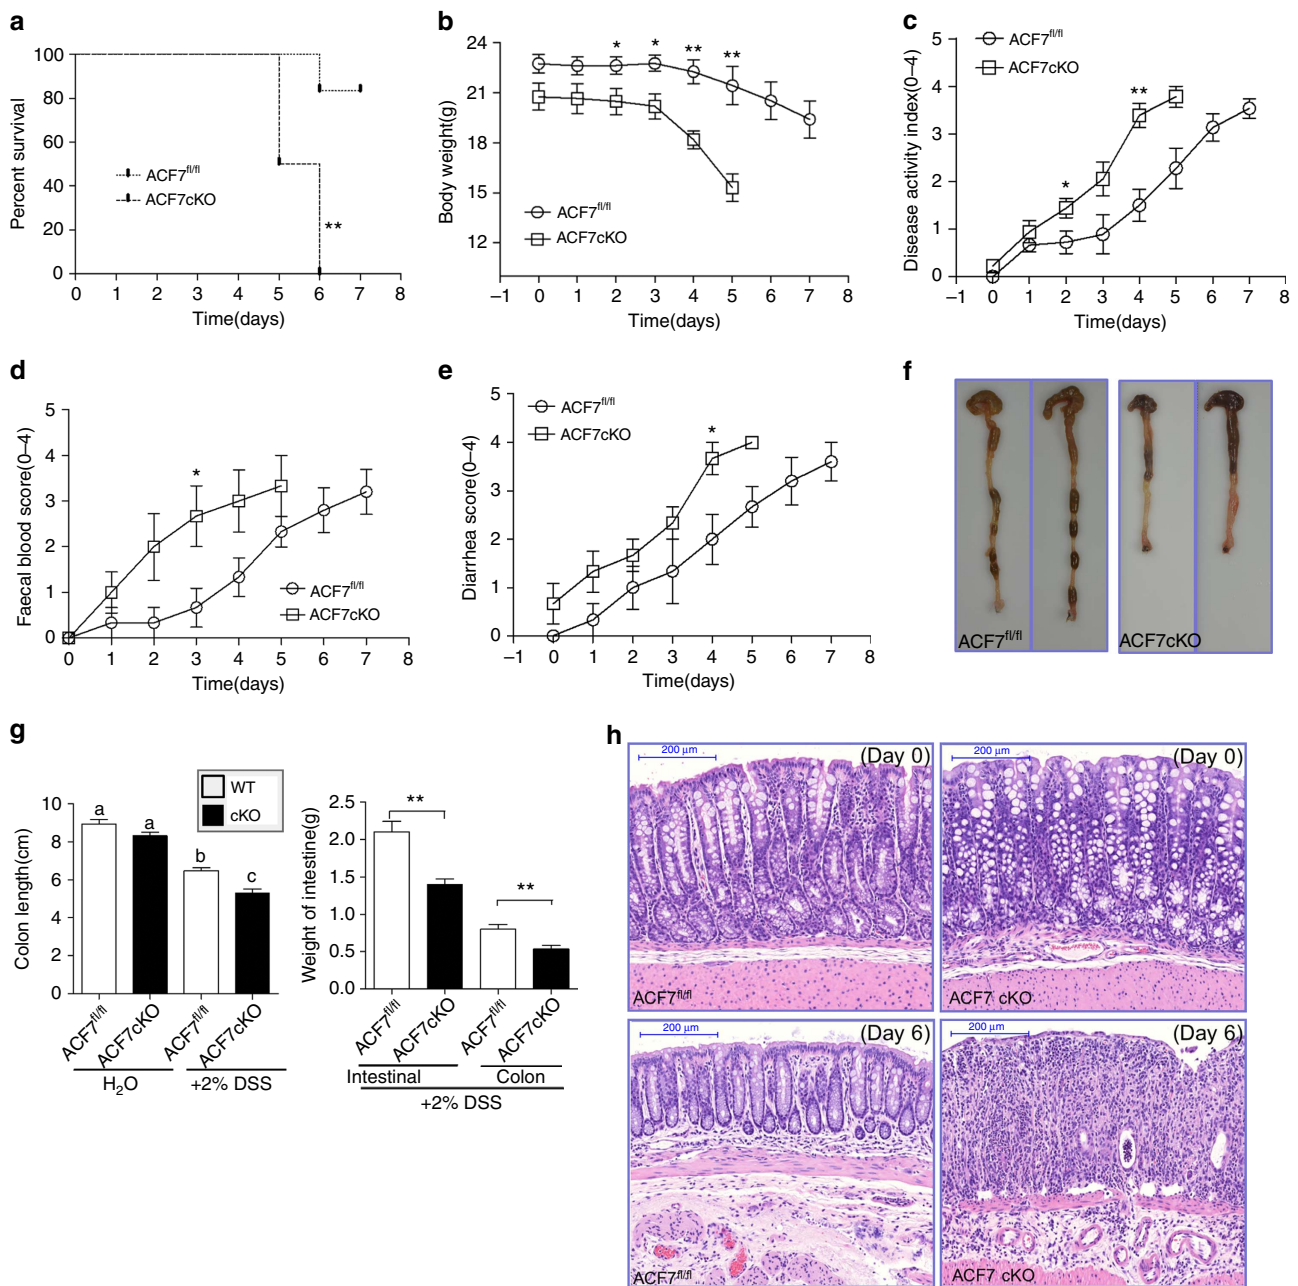 a
Percent survival
100
80
60
40
20
0
ACF7fl/fl
ACF7cKO
**
0 1 2 3 4 5 6 7 8
Time(days)
b
Body weight(g)
24
21
18
15
12
* * ** **
ACF7fl/fl
ACF7cKO
−1 0 1 2 3 4 5 6 7 8
Time(days)
c
Disease activity index(0–4)
5
4
3
2
1
0
ACF7fl/fl
ACF7cKO
* **
−1 0 1 2 3 4 5 6 7 8
Time(days)
d
Faecal blood score(0–4)
5
4
3
2
1
0
*
ACF7fl/fl
ACF7cKO
0 1 2 3 4 5 6 7 8
Time(days)
e
Diarrhea score(0–4)
5
4
3
2
1
0
ACF7fl/fl
ACF7cKO
*
−1 0 1 2 3 4 5 6 7 8
Time(days)
f
ACF7fl/fl
ACF7cKO
g
WT
cKO
Colon length(cm)
10
8
6
4
2
0
a a b c
ACF7fl/fl
ACF7cKO
ACF7fl/fl
ACF7cKO
H2O
+2% DSS
Weight of intestine(g)
2.5
2.0
1.5
1.0
0.5
0.0
**
**
ACF7fl/fl
ACF7cKO
ACF7fl/fl
ACF7cKO
Intestinal
Colon
+2% DSS
h
200 µm
(Day 0)
ACF7fl/fl
200 µm
(Day 0)
ACF7 cKO
200 µm
(Day 6)
ACF7fl/fl
200 µm
(Day 6)
ACF7 cKO